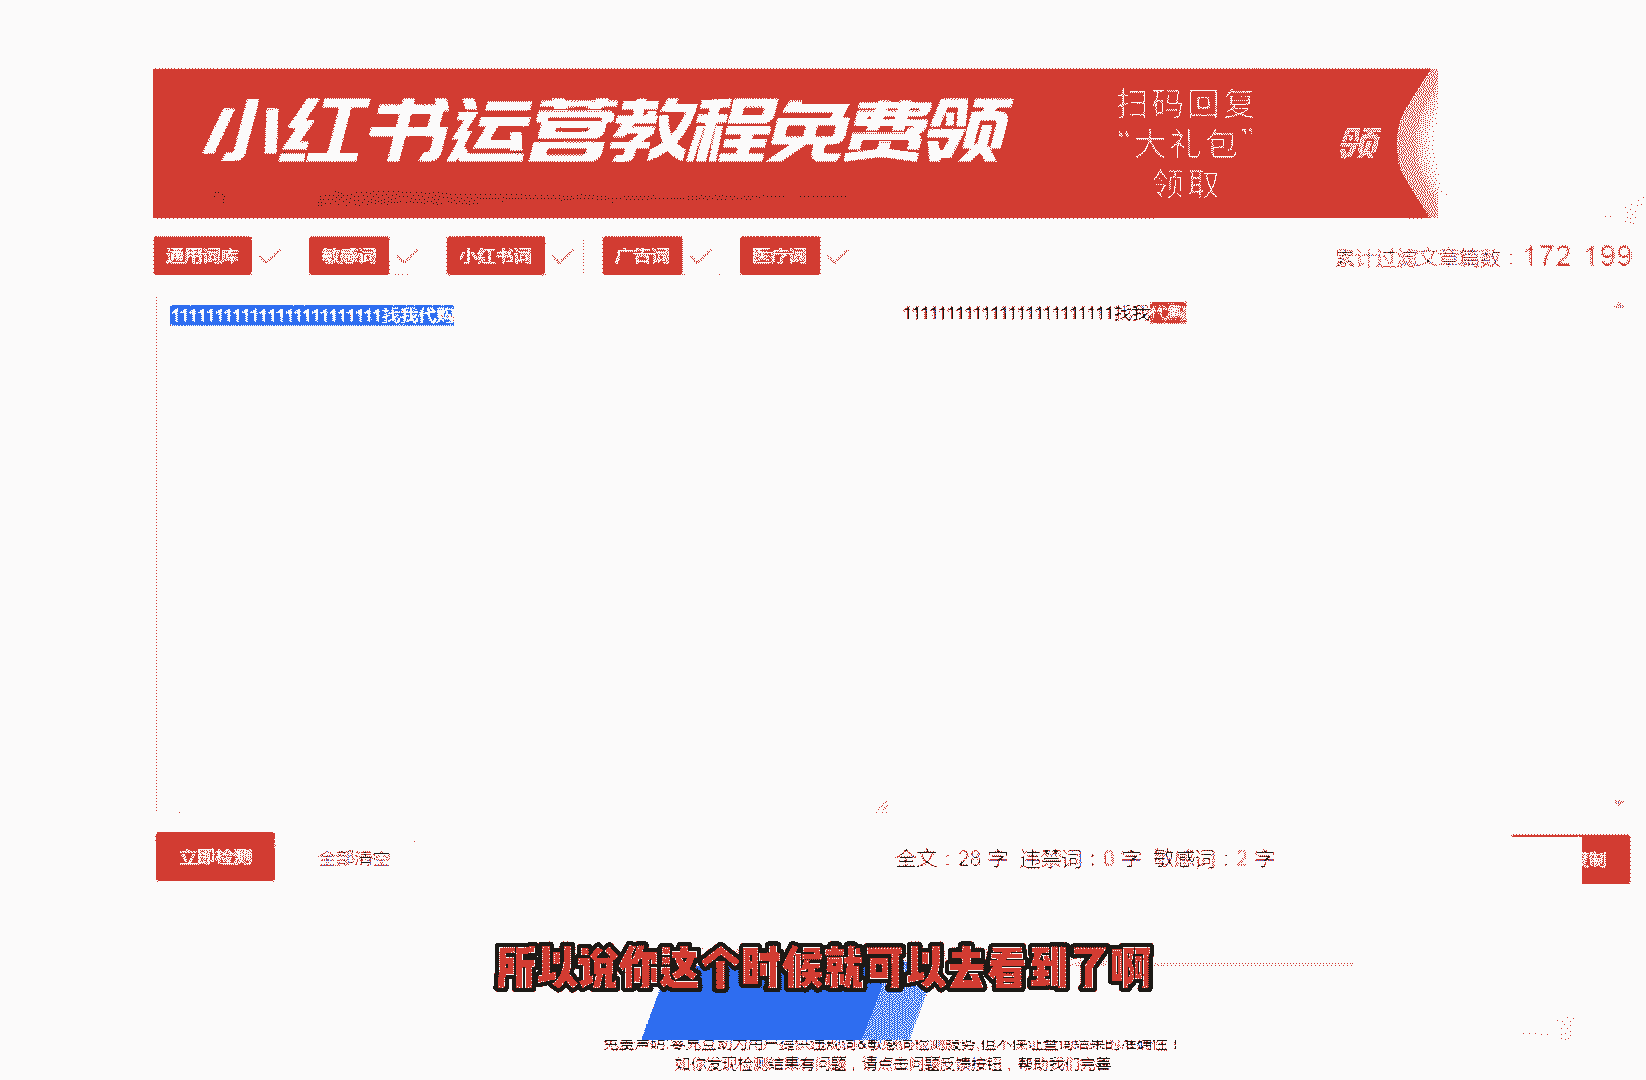 小红书运营教程免费领
扫码回复
“大礼包”
领取
领
通用词库 敏感词 小红书词 广告词 医疗词
累计过滤文章篇数：172 199
111111111111111111111111找我代购
111111111111111111111111找我代购
立即检测 全部清空
全文：28 字 违禁词：0 字 敏感词：2 字
复制
所以说你这个时候就可以去看到了啊
免责声明:零克互动为用户提供违规词&敏感词检测服务,但不保证查询结果的准确性！
如你发现检测结果有问题，请点击问题反馈按钮，帮助我们完善